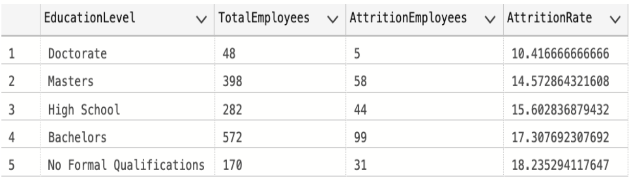 EducationLevel TotalEmployees AttritionEmployees AttritionRate
1 Doctorate 48 5 10.416666666666
2 Masters 398 58 14.572864321608
3 High School 282 44 15.602836879432
4 Bachelors 572 99 17.307692307692
5 No Formal Qualifications 170 31 18.235294117647